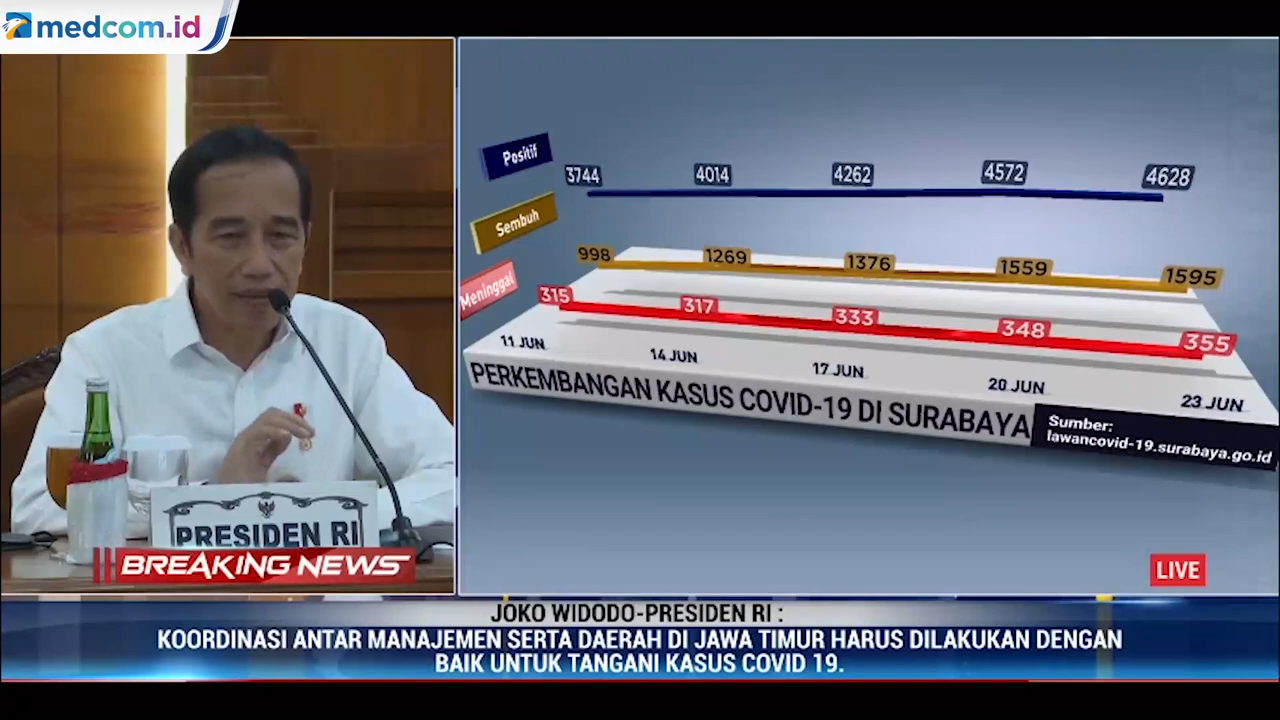 medcom.id
Positif
3744
4014
4262
4572
4628
Sembuh
998
1269
1376
1559
1595
Meninggal
315
317
333
348
355
11 JUN
14 JUN
17 JUN
20 JUN
23 JUN
PERKEMBANGAN KASUS COVID-19 DI SURABAYA
Sumber:
lawancovid-19.surabaya.go.id
PRESIDEN RI
BREAKING NEWS
LIVE
JOKO WIDODO-PRESIDEN RI :
KOORDINASI ANTAR MANAJEMEN SERTA DAERAH DI JAWA TIMUR HARUS DILAKUKAN DENGAN
BAIK UNTUK TANGANI KASUS COVID 19.